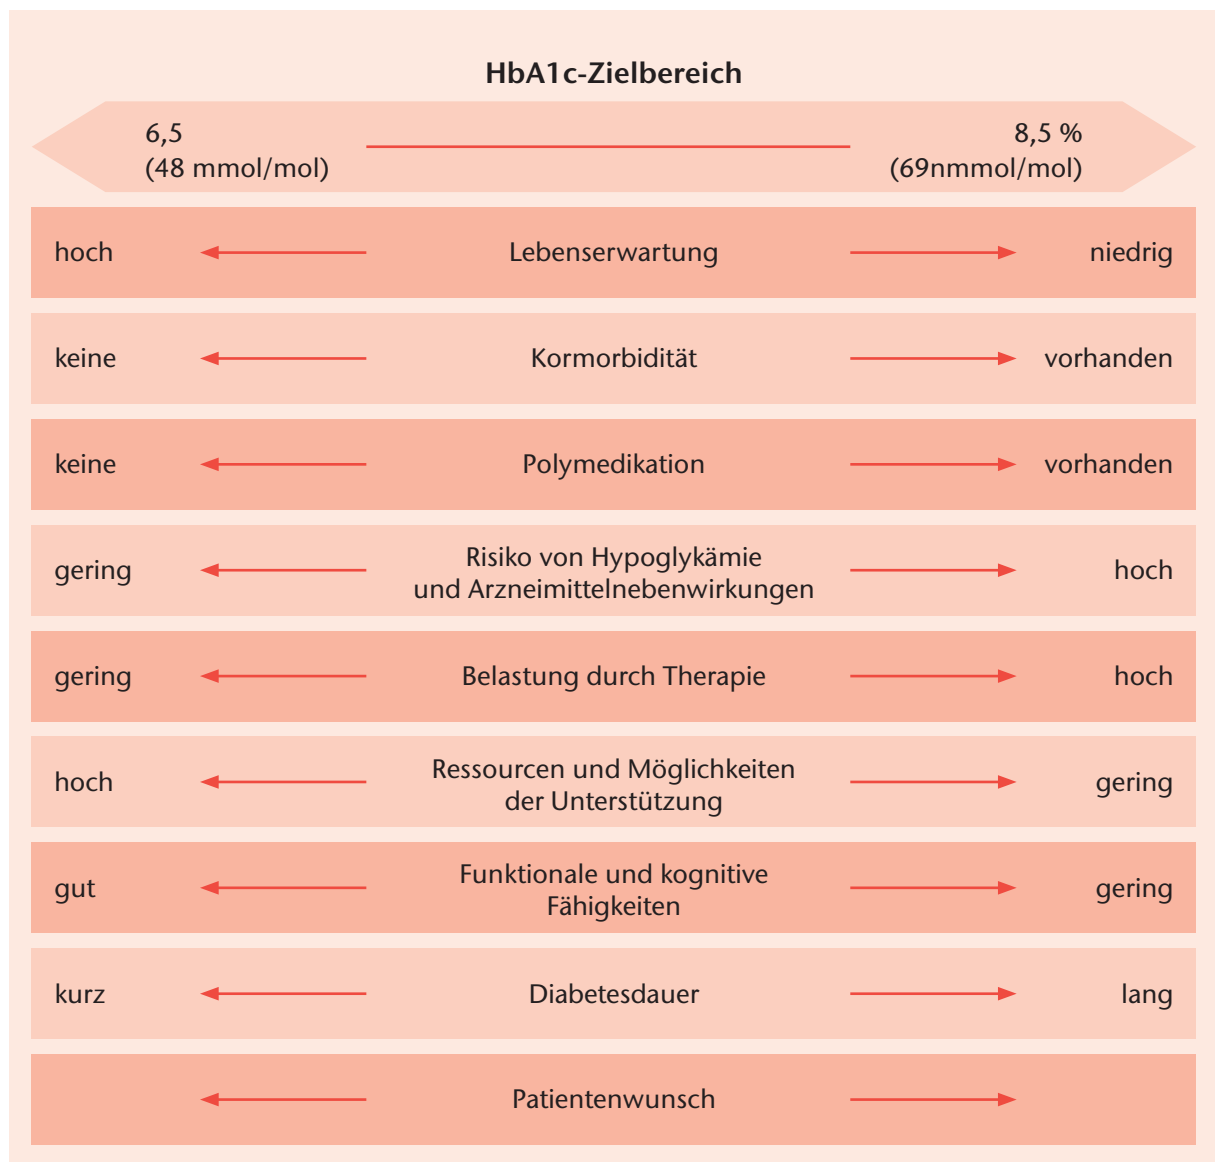 HbA1c-Zielbereich
6,5
(48 mmol/mol)
8,5 %
(69nmmol/mol)
hoch Lebenserwartung niedrig
keine Kormorbidität vorhanden
keine Polymedikation vorhanden
gering Risiko von Hypoglykämie
und Arzneimittelnebenwirkungen hoch
gering Belastung durch Therapie hoch
hoch Ressourcen und Möglichkeiten
der Unterstützung gering
gut Funktionale und kognitive
Fähigkeiten gering
kurz Diabetesdauer lang
Patientenwunsch